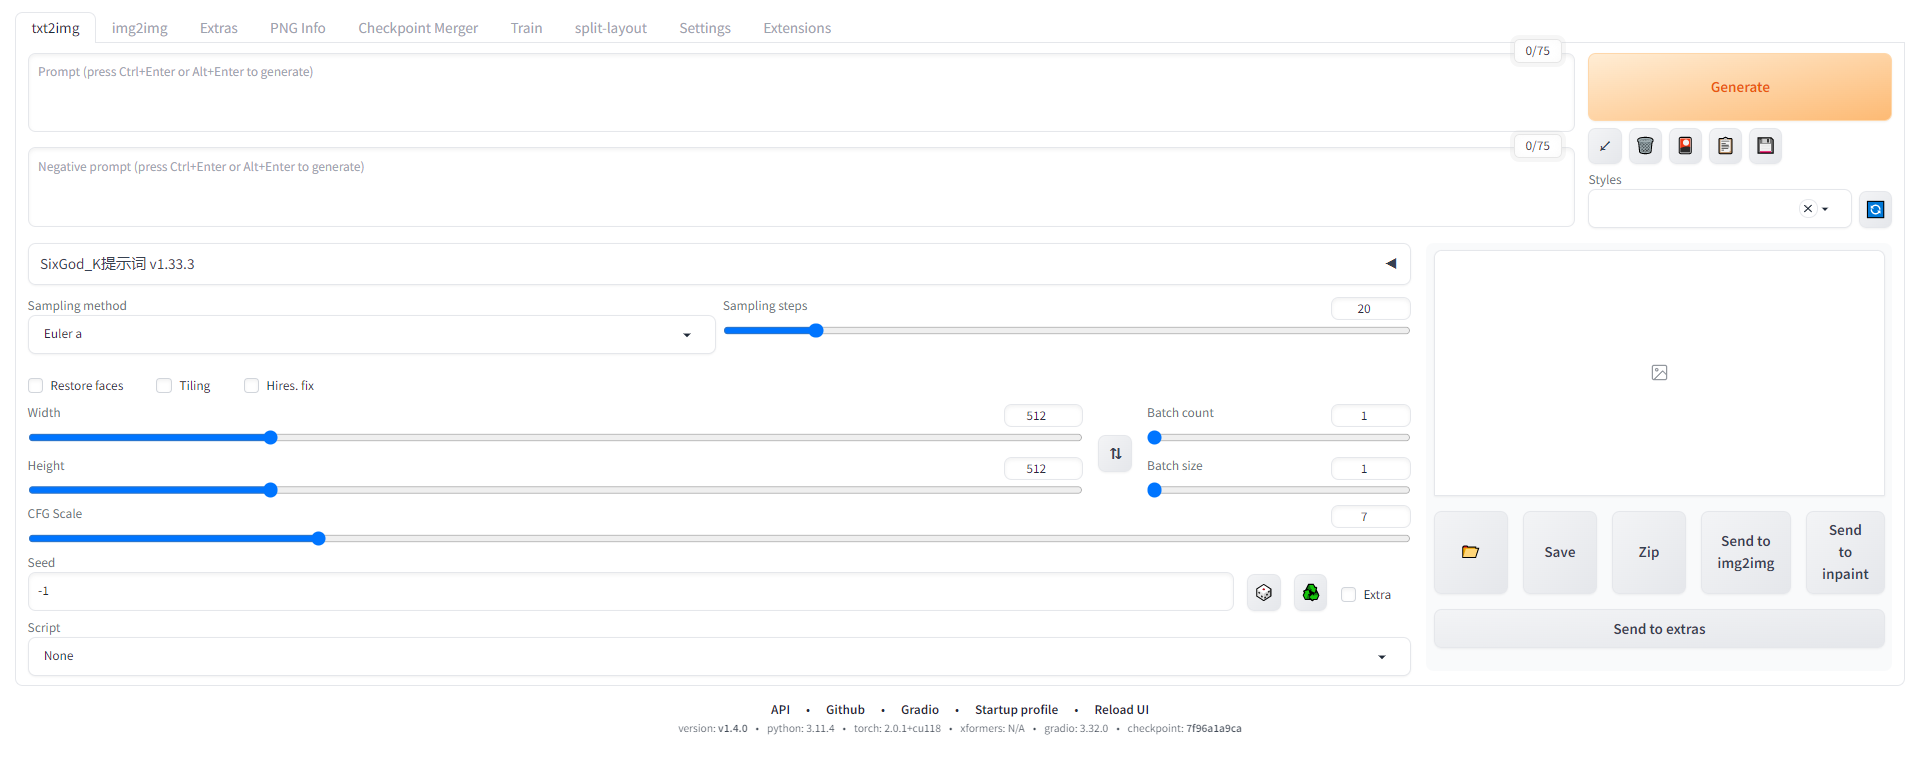 txt2img img2img Extras PNG Info Checkpoint Merger Train split-layout Settings Extensions
0/75
Prompt (press Ctrl+Enter or Alt+Enter to generate)
Generate
0/75
Negative prompt (press Ctrl+Enter or Alt+Enter to generate)
Styles
SixGod_K提示词 v1.33.3
Sampling method
Euler a
Sampling steps
20
Restore faces Tiling Hires. fix
Width
512
Batch count
1
Height
512
Batch size
1
CFG Scale
7
Seed
-1
Extra
Script
None
Save
Zip
Send to
img2img
Send
to
inpaint
Send to extras
API • Github • Gradio • Startup profile • Reload UI
version: v1.4.0 • python: 3.11.4 • torch: 2.0.1+cu118 • xformers: N/A • gradio: 3.32.0 • checkpoint: 7f96a1a9ca